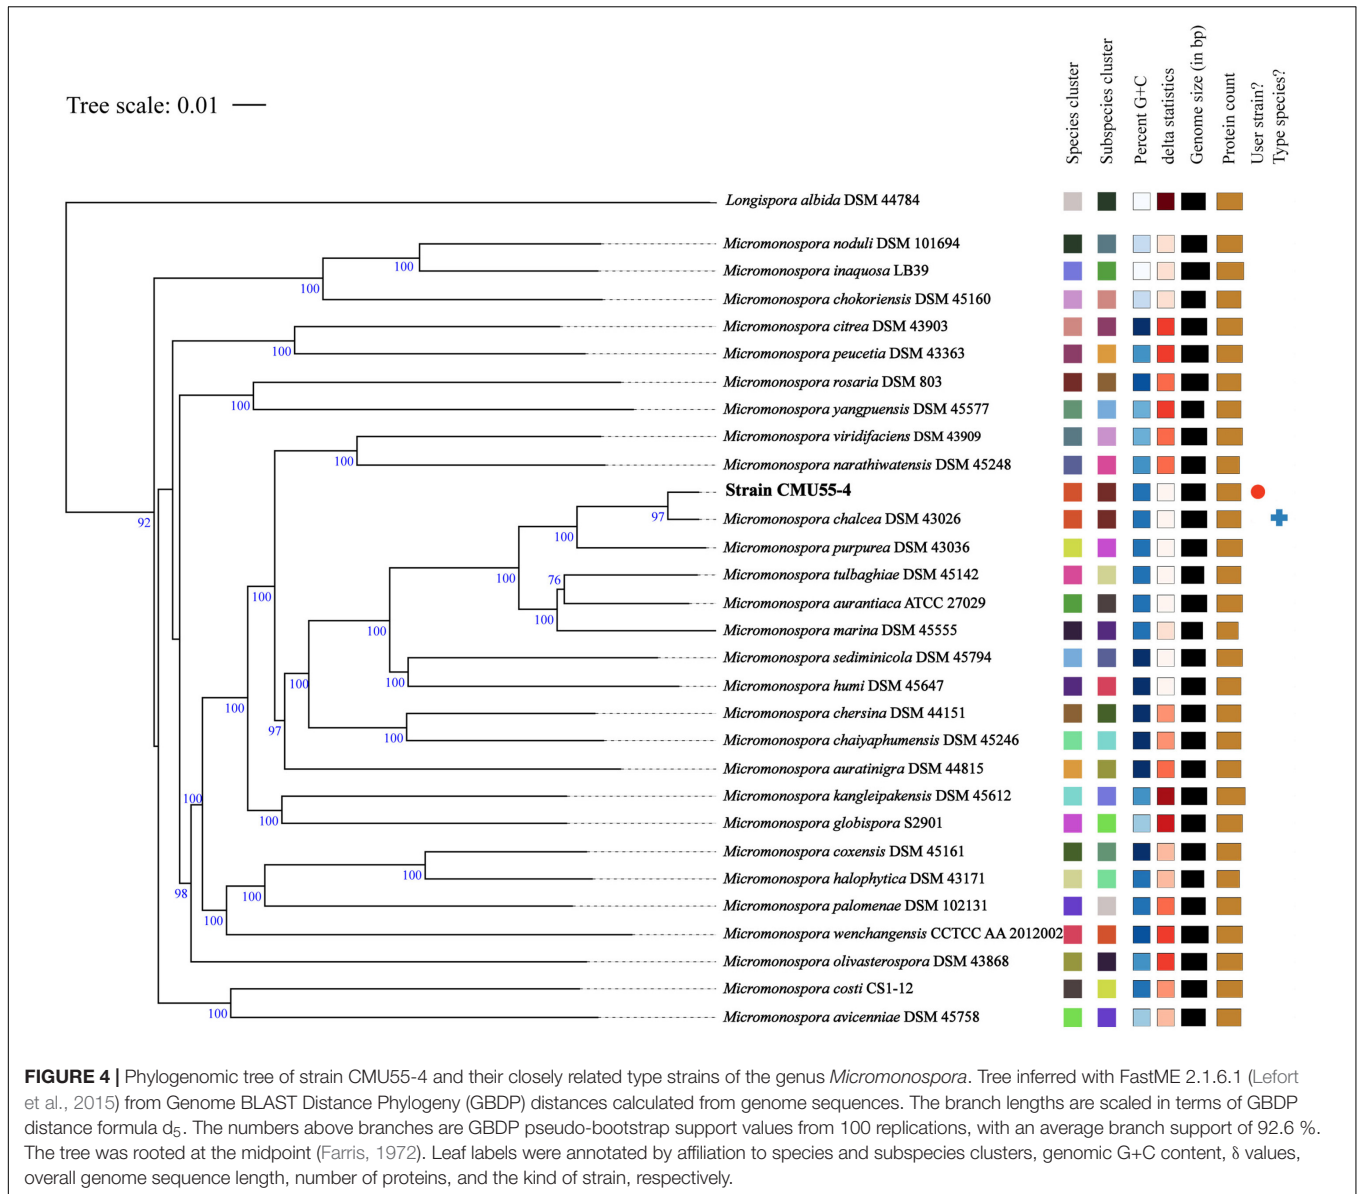 Tree scale: 0.01
Species cluster
Subspecies cluster
Percent G+C
delta statistics
Genome size (in bp)
Protein count
User strain?
Type species?
Longispora albida DSM 44784
Micromonospora noduli DSM 101694
100
Micromonospora inaquosa LB39
100
Micromonospora chokoriensis DSM 45160
Micromonospora citrea DSM 43903
100
Micromonospora peucetia DSM 43363
Micromonospora rosaria DSM 803
100
Micromonospora yangpuensis DSM 45577
Micromonospora viridifaciens DSM 43909
100
Micromonospora narathiwatensis DSM 45248
Strain CMU55-4
92
97
Micromonospora chalcea DSM 43026
100
Micromonospora purpurea DSM 43036
100
76
Micromonospora tulbaghiae DSM 45142
100
Micromonospora aurantiaca ATCC 27029
100
100
Micromonospora marina DSM 45555
Micromonospora sediminicola DSM 45794
100
100
Micromonospora humi DSM 45647
100
Micromonospora chersina DSM 44151
97
100
Micromonospora chaiyaphumensis DSM 45246
Micromonospora auratinigra DSM 44815
100
Micromonospora kangleipakensis DSM 45612
100
Micromonospora globispora S2901
Micromonospora coxensis DSM 45161
100
Micromonospora halophytica DSM 43171
98
100
Micromonospora palomenae DSM 102131
100
Micromonospora wenchangensis CCTCC AA 2012002
Micromonospora olivasterospora DSM 43868
Micromonospora costi CS1-12
100
Micromonospora avicenniae DSM 45758
FIGURE 4 | Phylogenomic tree of strain CMU55-4 and their closely related type strains of the genus Micromonospora. Tree inferred with FastME 2.1.6.1 (Lefort
et al., 2015) from Genome BLAST Distance Phylogeny (GBDP) distances calculated from genome sequences. The branch lengths are scaled in terms of GBDP
distance formula d5. The numbers above branches are GBDP pseudo-bootstrap support values from 100 replications, with an average branch support of 92.6 %.
The tree was rooted at the midpoint (Farris, 1972). Leaf labels were annotated by affiliation to species and subspecies clusters, genomic G+C content, δ values,
overall genome sequence length, number of proteins, and the kind of strain, respectively.